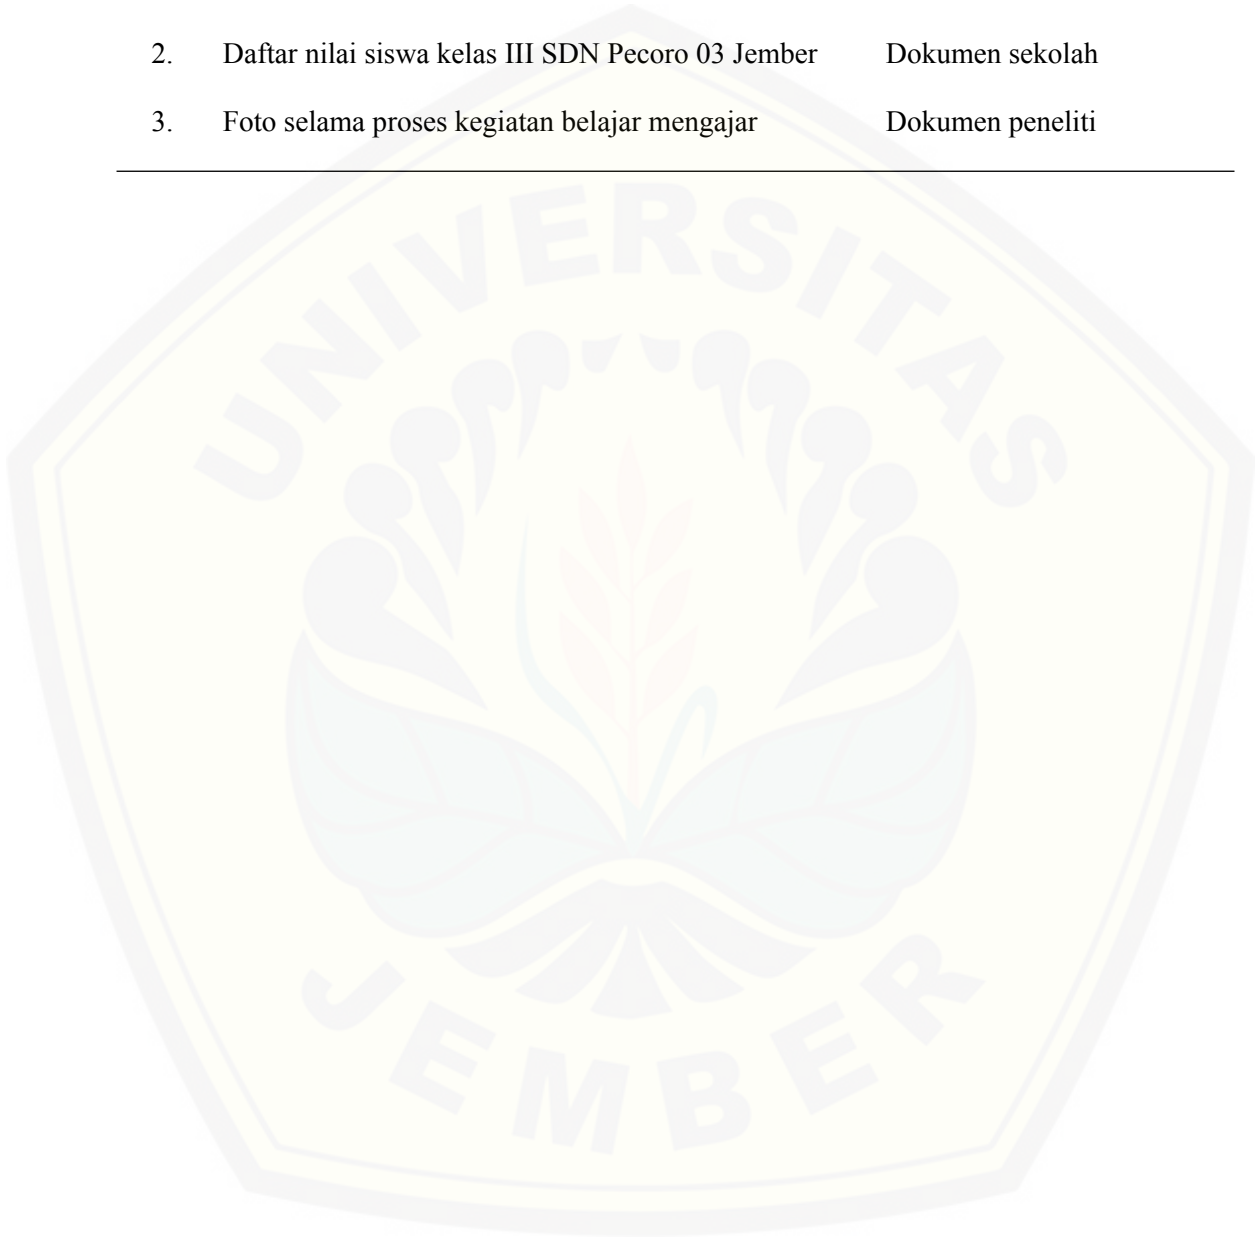 2. Daftar nilai siswa kelas III SDN Pecoro 03 Jember Dokumen sekolah
3. Foto selama proses kegiatan belajar mengajar Dokumen peneliti
UNIVERSITAS
JEMBER